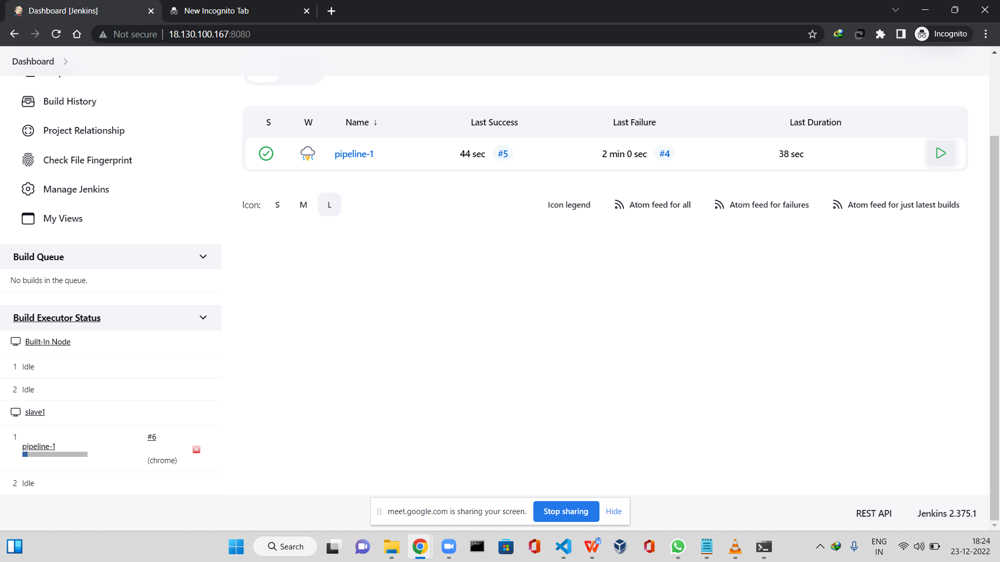 Dashboard [Jenkins]
New Incognito Tab
Not secure
18.130.100.167:8080
Incognito
Dashboard
Build History
Project Relationship
Check File Fingerprint
Manage Jenkins
My Views
Build Queue
No builds in the queue.
Build Executor Status
Built-In Node
1 Idle
2 Idle
slave1
1
pipeline-1
#6
(chrome)
2 Idle
S W Name ↓ Last Success Last Failure Last Duration
pipeline-1 44 sec #5 2 min 0 sec #4 38 sec
Icon: S M L
Icon legend
Atom feed for all
Atom feed for failures
Atom feed for just latest builds
meet.google.com is sharing your screen.
Stop sharing
Hide
REST API
Jenkins 2.375.1
Search
ENG
IN
18:24
23-12-2022